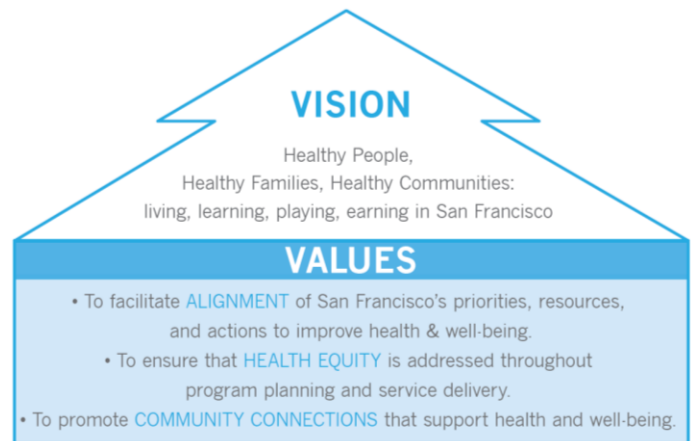 VISION
Healthy People,
Healthy Families, Healthy Communities:
living, learning, playing, earning in San Francisco
VALUES
• To facilitate ALIGNMENT of San Francisco's priorities, resources,
and actions to improve health & well-being.
• To ensure that HEALTH EQUITY is addressed throughout
program planning and service delivery.
• To promote COMMUNITY CONNECTIONS that support health and well-being.